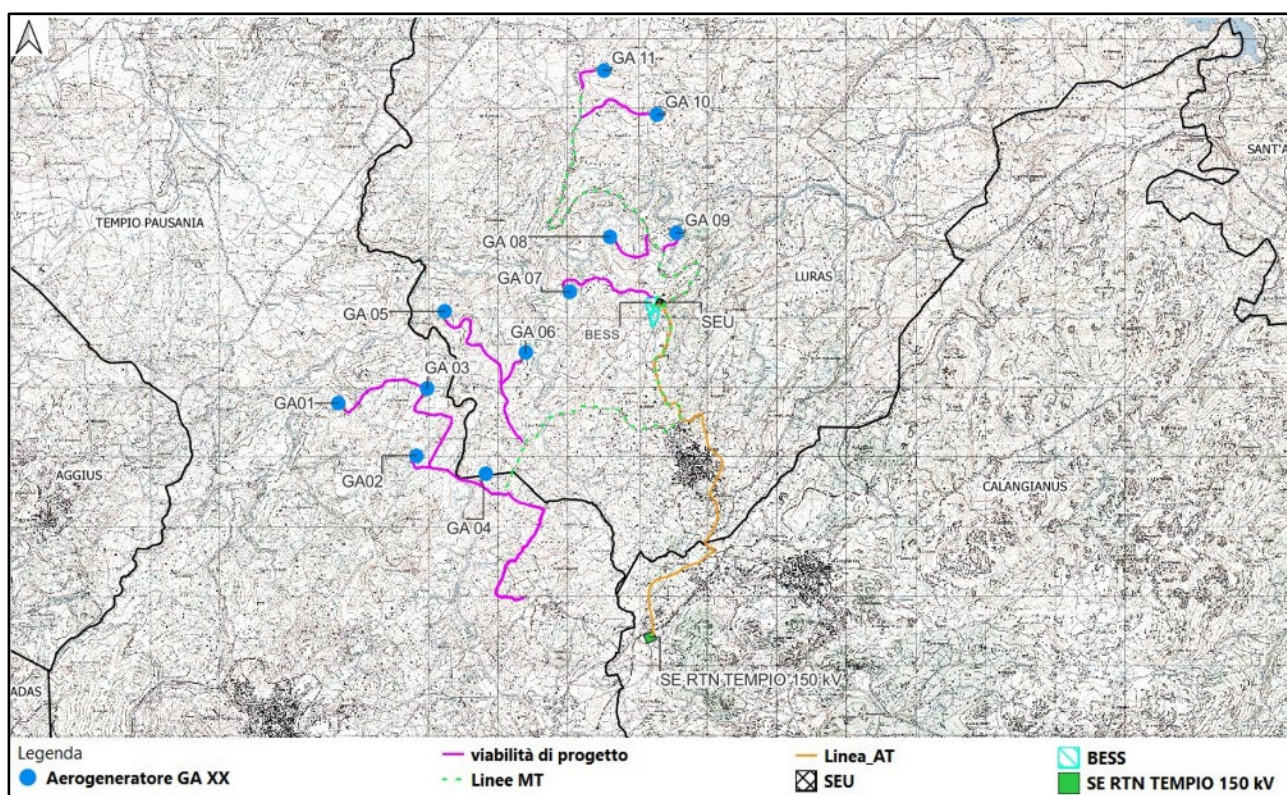 GA 11
GA 10
SANT'A
TEMPIO PAUSANIA
GA 09
GA 08
LURAS
GA 07
GA 05
SEU
BESS
GA 06
GA 03
GA01
AGGIUS
GA02
CALANGIANUS
GA 04
SE RTN TEMPIO 150 kV
ADAS
Legenda
Aerogeneratore GA XX
viabilità di progetto
Linee MT
Linea_AT
SEU
BESS
SE RTN TEMPIO 150 kV